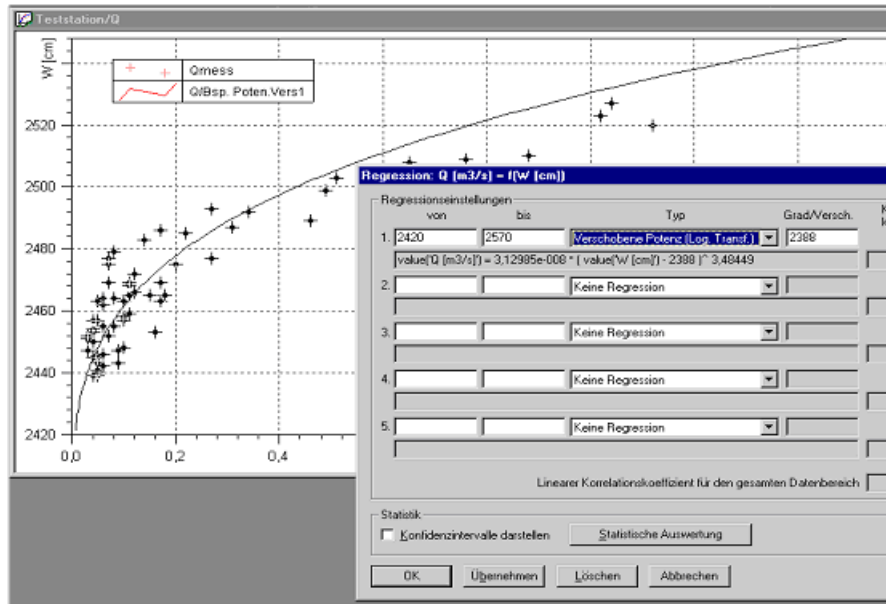 Teststation/Q
W [cm]
Qmess
Q/Bsp. Poten.Vers1
2520
2500
2480
2460
2440
2420
0,0
0,2
0,4
Regression: Q [m3/s] = f(W [cm])
Regressionseinstellungen
von bis Typ Grad/Versch.
1. 2420 2570 Verschobene Potenz (Log. Transf.) 2388
value('Q [m3/s]') = 3,12985e-008 * ( value('W [cm]') - 2388 )^ 3,48449
2. Keine Regression
3. Keine Regression
4. Keine Regression
5. Keine Regression
Linearer Korrelationskoeffizient für den gesamten Datenbereich
Statistik
Konfidenzintervalle darstellen
Statistische Auswertung
OK Übernehmen Löschen Abbrechen